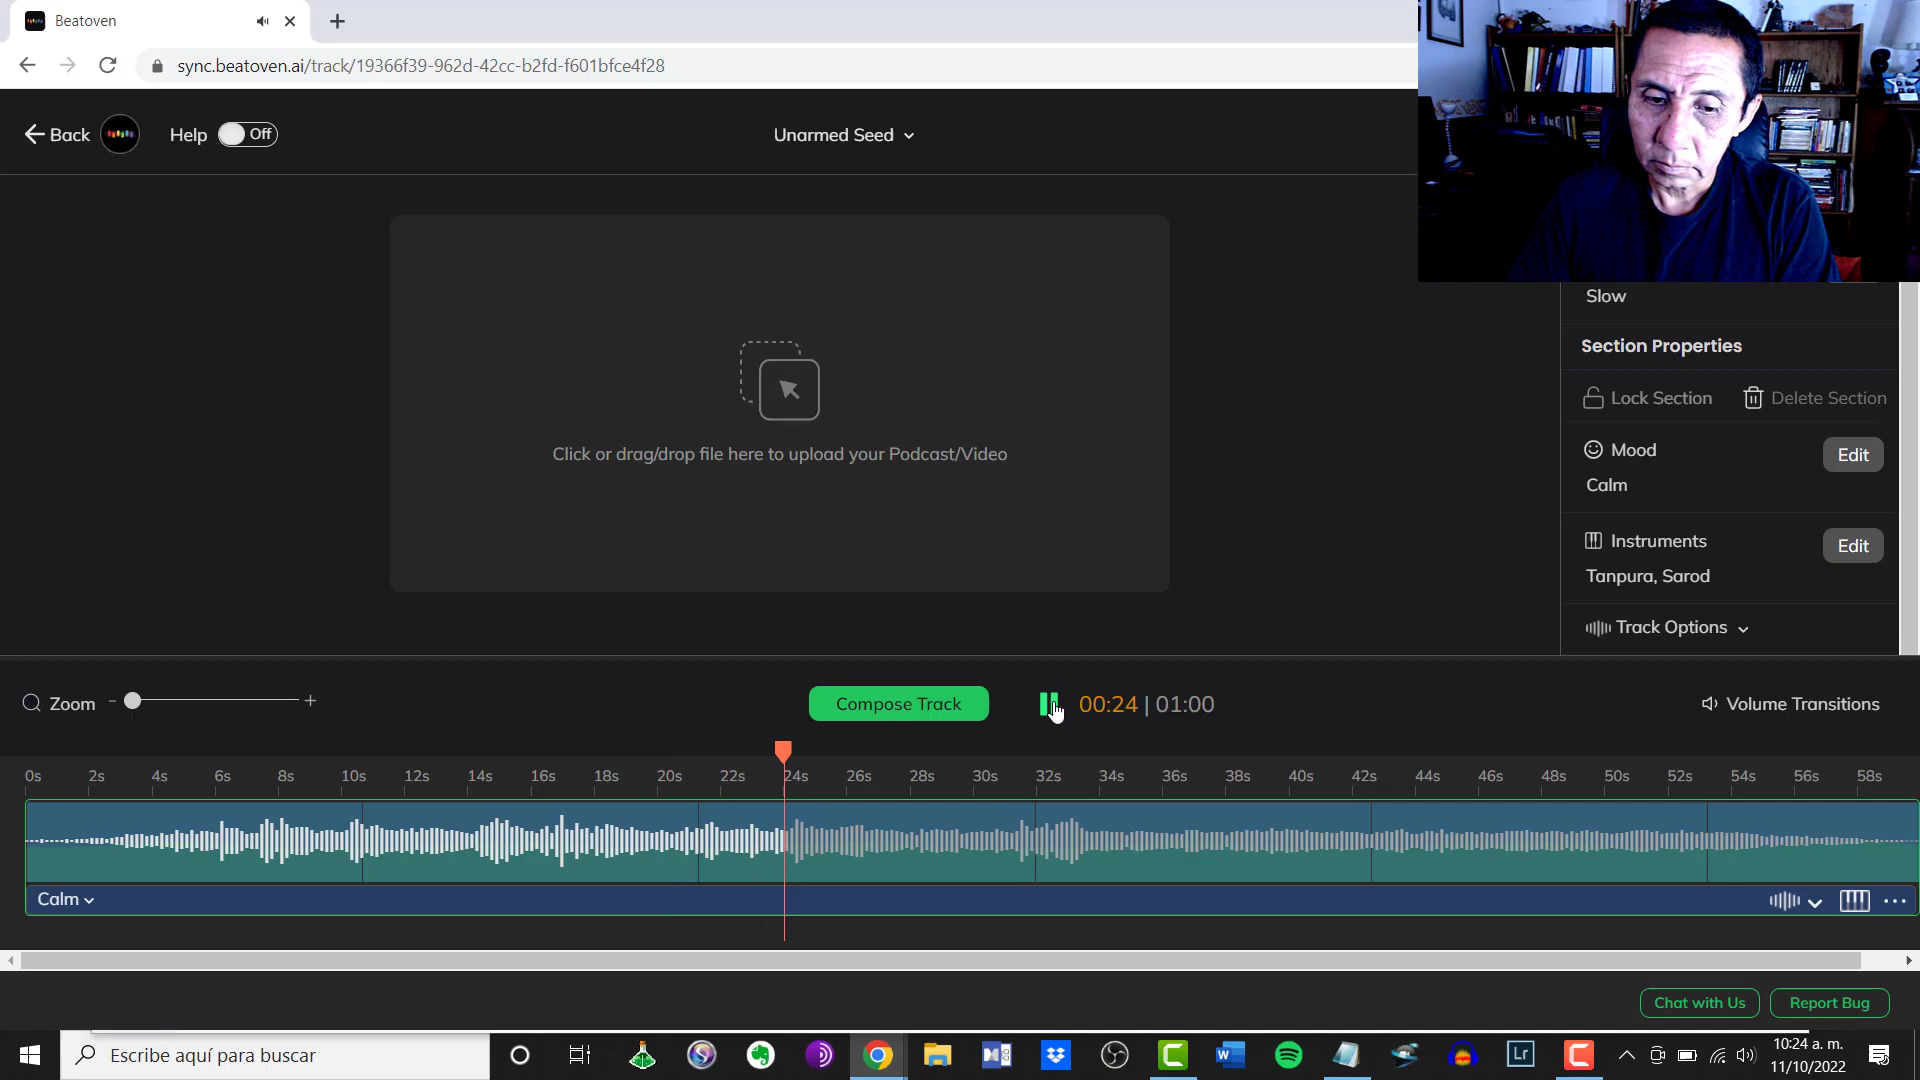 Beatoven
sync.beatoven.ai/track/19366f39-962d-42cc-b2fd-f601bfce4f28
Back
Help
Off
Unarmed Seed
Slow
Section Properties
Lock Section
Delete Section
Mood
Edit
Calm
Instruments
Edit
Tanpura, Sarod
Track Options
Click or drag/drop file here to upload your Podcast/Video
Zoom - +
Compose Track
00:24 | 01:00
Volume Transitions
0s 2s 4s 6s 8s 10s 12s 14s 16s 18s 20s 22s 24s 26s 28s 30s 32s 34s 36s 38s 40s 42s 44s 46s 48s 50s 52s 54s 56s 58s
Calm
Chat with Us
Report Bug
Escribe aquí para buscar
Lr
10:24 a. m.
11/10/2022